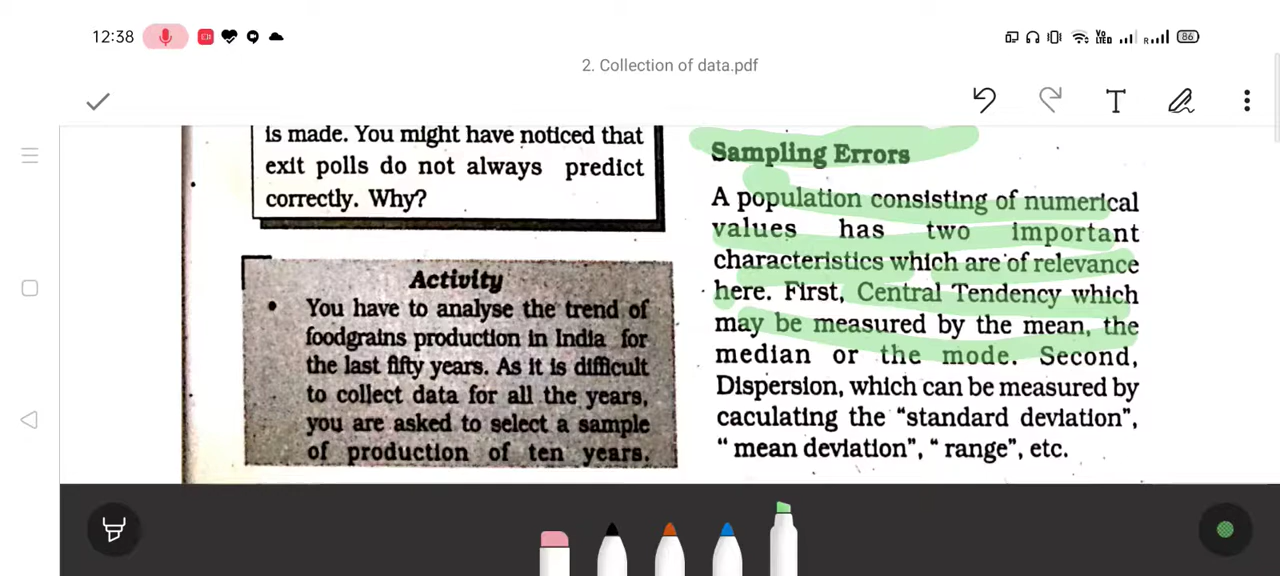 12:38
Vo LTED
R
86
2. Collection of data.pdf
T
is made. You might have noticed that
exit polls do not always predict
correctly. Why?
Activity
• You have to analyse the trend of
foodgrains production in India for
the last fifty years. As it is difficult
to collect data for all the years,
you are asked to select a sample
of production of ten years.
Sampling Errors
A population consisting of numerical
values has two important
characteristics which are of relevance
here. First, Central Tendency which
may be measured by the mean, the
median or the mode. Second,
Dispersion, which can be measured by
caculating the “standard deviation”,
“ mean deviation”, “ range”, etc.